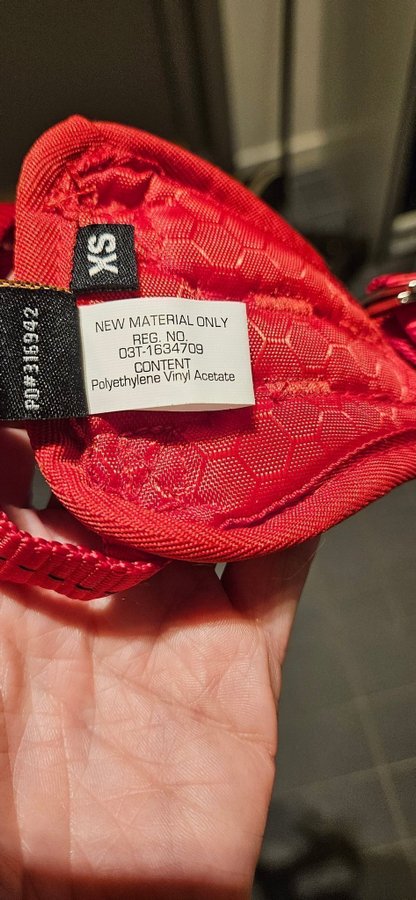 XS
PO#316942
NEW MATERIAL ONLY
REG. NO.
03T-1634709
CONTENT
Polyethylene Vinyl Acetate